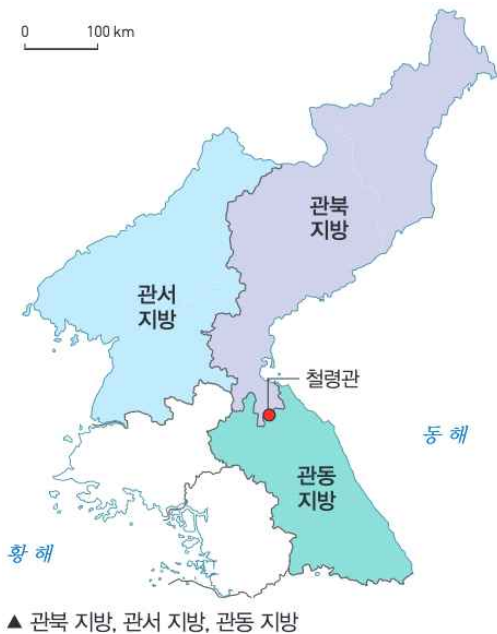 0 100 km
관북
지방
관서
지방
철령관
동해
관동
지방
황해
▲ 관북 지방, 관서 지방, 관동 지방